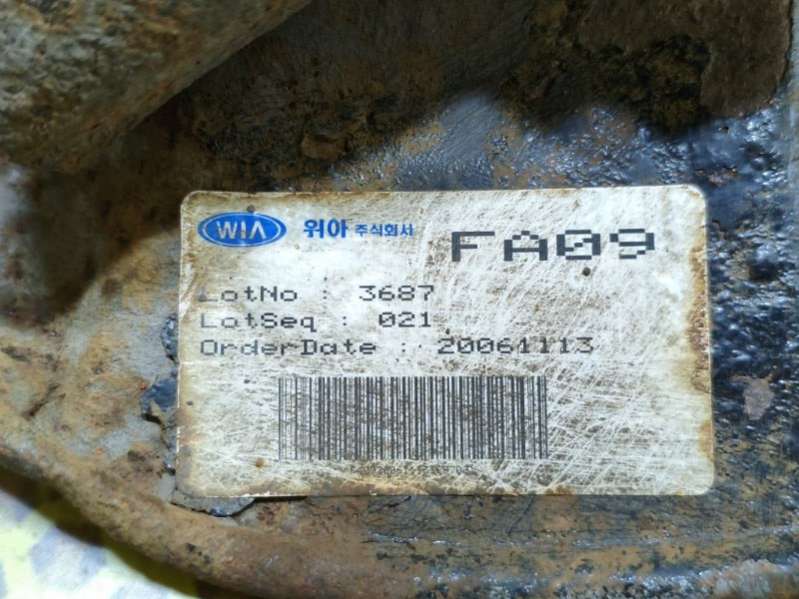 WIA 위아 주식회사 FA09
LotNo : 3687
LotSeq : 021
OrderDate : 20061113